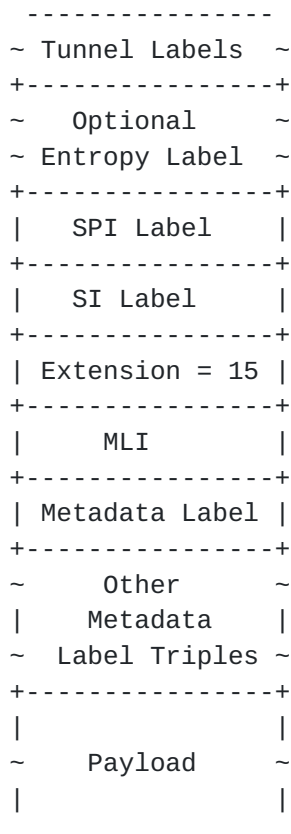 ---------------
~ Tunnel Labels  ~
+----------------+
~    Optional    ~
~ Entropy Label  ~
+----------------+
|   SPI Label    |
+----------------+
|   SI Label     |
+----------------+
| Extension = 15 |
+----------------+
|     MLI        |
+----------------+
| Metadata Label |
+----------------+
~     Other      ~
|    Metadata    |
~  Label Triples ~
+----------------+
|                |
~    Payload     ~
|                |